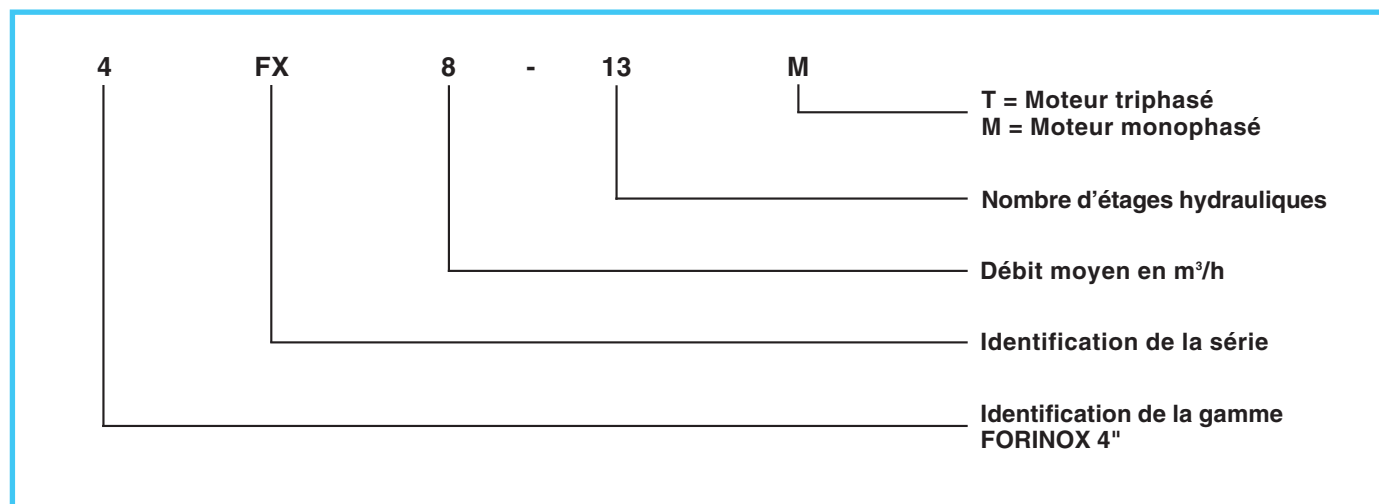 4 FX 8 - 13 M
T = Moteur triphasé
M = Moteur monophasé
Nombre d’étages hydrauliques
Débit moyen en m³/h
Identification de la série
Identification de la gamme
FORINOX 4"